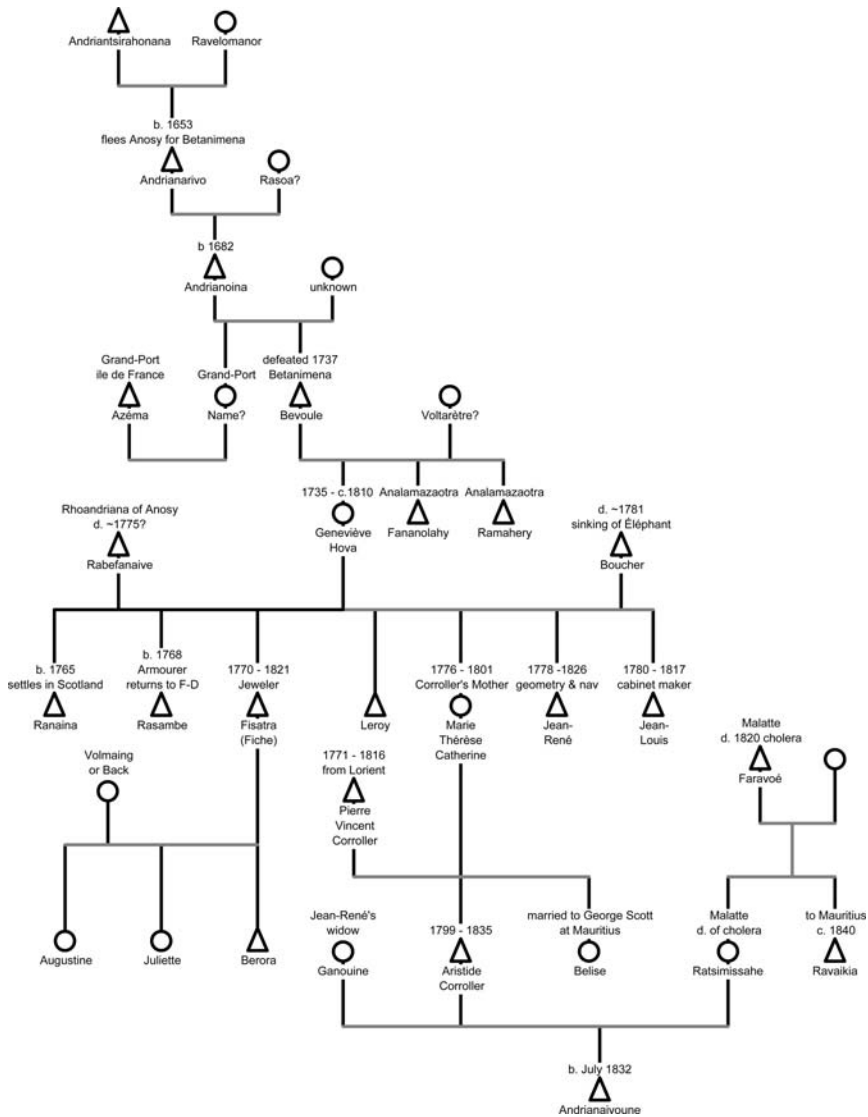 Andriantsirahonana
Ravelomanor
b. 1653
flees Anosy for Betanimena
Andrianarivo
Rasoa?
b 1682
Andrianoina
unknown
Grand-Port
ile de France
Azéma
Grand-Port
Name?
defeated 1737
Betanimena
Bevoule
Voltarètre?
1735 - c.1810
Geneviève
Hova
Analamazaotra
Fananolahy
Analamazaotra
Ramahery
Rhoandriana of Anosy
d. ~1775?
Rabefanaive
d. ~1781
sinking of Éléphant
Boucher
b. 1765
settles in Scotland
Ranaina
b. 1768
Armourer
returns to F-D
Rasambe
1770 - 1821
Jeweler
Fisatra
(Fiche)
Leroy
1776 - 1801
Corroller's Mother
Marie
Thérèse
Catherine
1778 -1826
geometry & nav
Jean-
René
1780 - 1817
cabinet maker
Jean-
Louis
Volmaing
or Back
1771 - 1816
from Lorient
Pierre
Vincent
Corroller
Malatte
d. 1820 cholera
Faravoé
Augustine
Juliette
Berora
Jean-René's
widow
Ganouine
1799 - 1835
Aristide
Corroller
married to George Scott
at Mauritius
Belise
Malatte
d. of cholera
Ratsimissahe
to Mauritius
c. 1840
Ravaikia
b. July 1832
Andrianaivoune